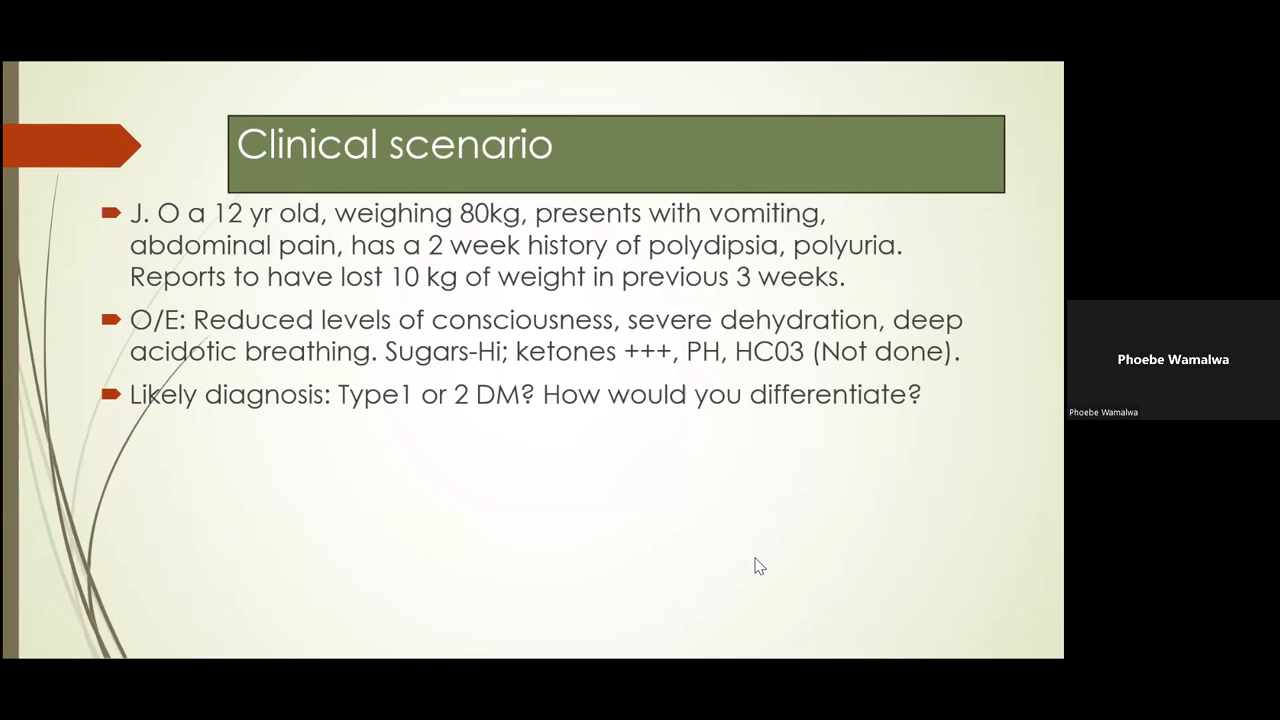 Clinical scenario
J. O a 12 yr old, weighing 80kg, presents with vomiting,
abdominal pain, has a 2 week history of polydipsia, polyuria.
Reports to have lost 10 kg of weight in previous 3 weeks.
O/E: Reduced levels of consciousness, severe dehydration, deep
acidotic breathing. Sugars-Hi; ketones +++, PH, HC03 (Not done).
Likely diagnosis: Type1 or 2 DM? How would you differentiate?
Phoebe Wamalwa
Phoebe Wamalwa